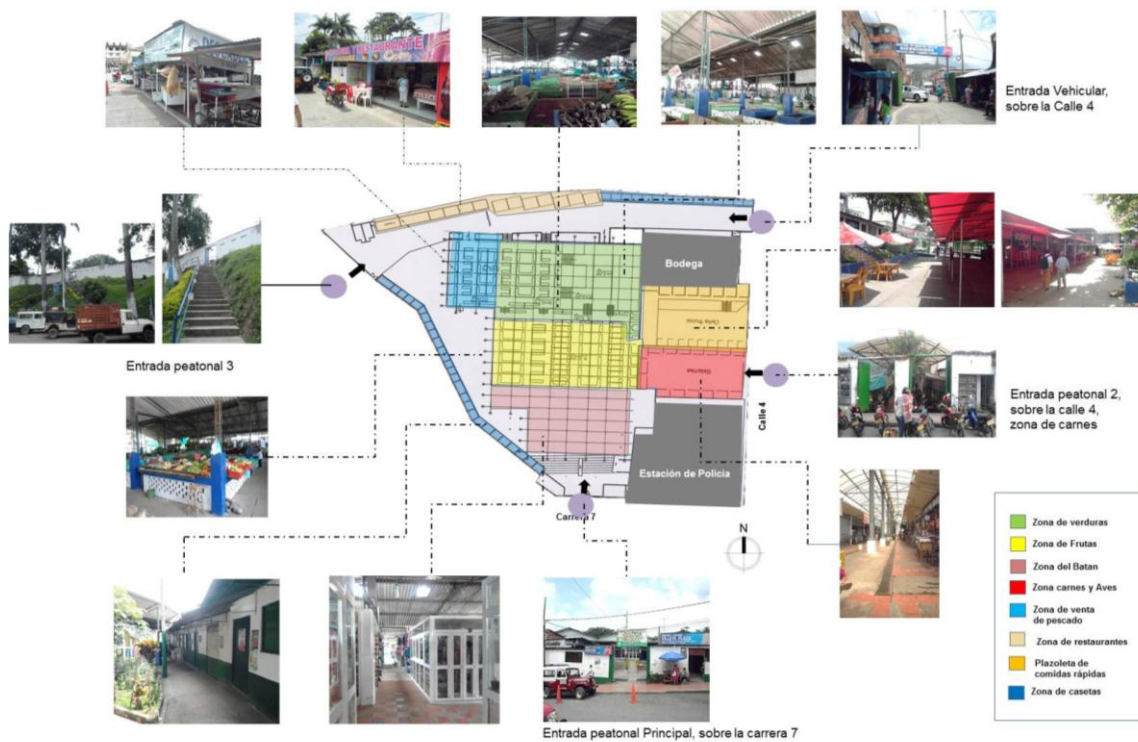 RESTAURANTE
Entrada Vehicular,
sobre la Calle 4
Bodega
Entrada peatonal 3
Calle 4
Entrada peatonal 2,
sobre la calle 4,
zona de carnes
Estación de Policía
Carrera 7
N
Zona de verduras
Zona de Frutas
Zona del Batan
Zona carnes y Aves
Zona de venta
de pescado
Zona de restaurantes
Plazoleta de
comidas rápidas
Zona de casetas
Entrada peatonal Principal, sobre la carrera 7